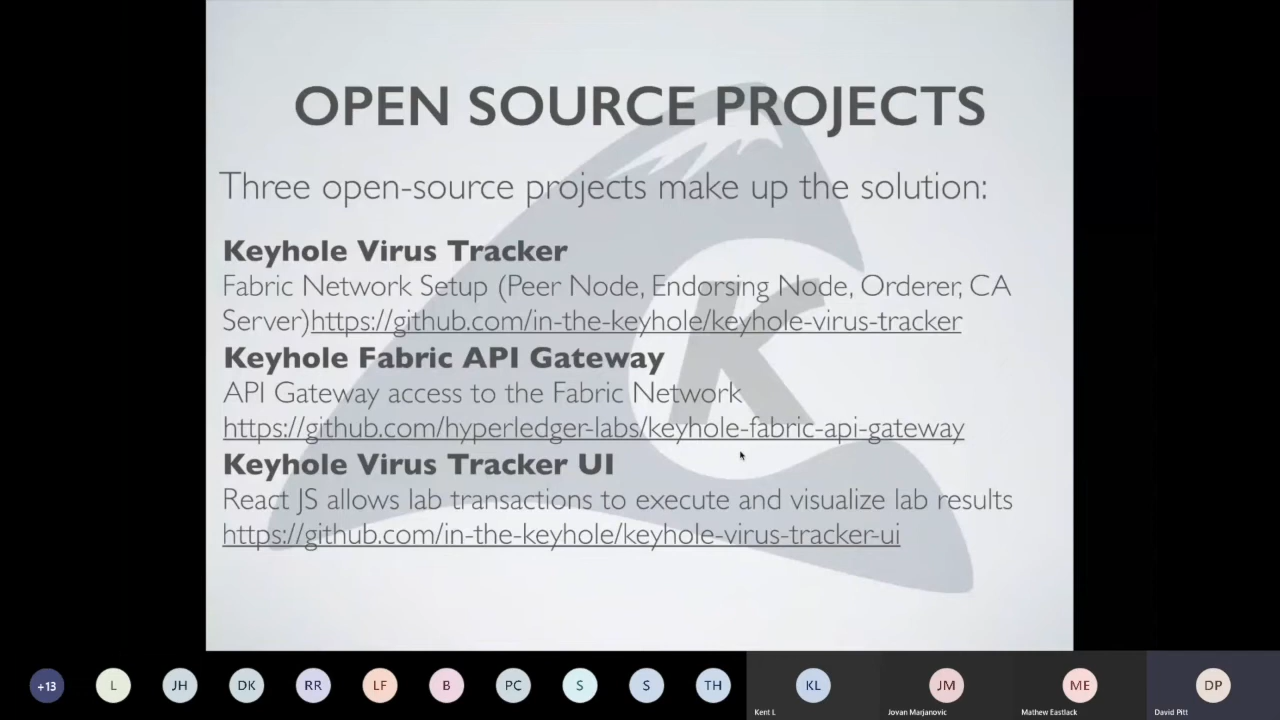 OPEN SOURCE PROJECTS
Three open-source projects make up the solution:
Keyhole Virus Tracker
Fabric Network Setup (Peer Node, Endorsing Node, Orderer, CA
Server)https://github.com/in-the-keyhole/keyhole-virus-tracker
Keyhole Fabric API Gateway
API Gateway access to the Fabric Network
https://github.com/hyperledger-labs/keyhole-fabric-api-gateway
Keyhole Virus Tracker UI
React JS allows lab transactions to execute and visualize lab results
https://github.com/in-the-keyhole/keyhole-virus-tracker-ui
K
+13 L JH DK RR LF B PC S S TH KL JM ME DP
Kent L Jovan Marjanovic Mathew Eastlack David Pitt